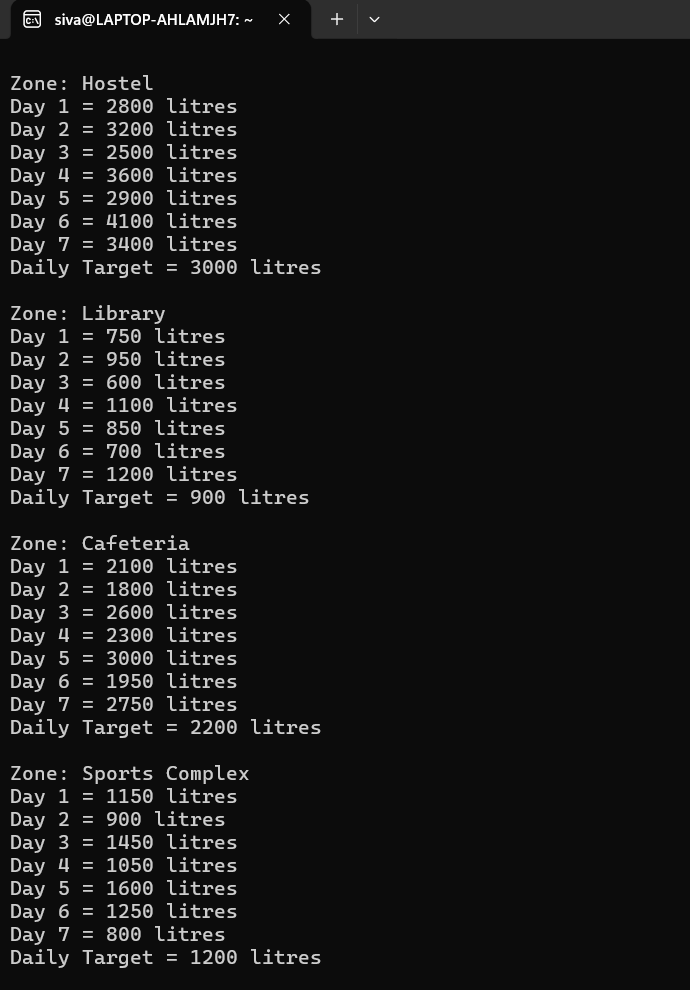 siva@LAPTOP-AHLAMJH7: ~
Zone: Hostel
Day 1 = 2800 litres
Day 2 = 3200 litres
Day 3 = 2500 litres
Day 4 = 3600 litres
Day 5 = 2900 litres
Day 6 = 4100 litres
Day 7 = 3400 litres
Daily Target = 3000 litres
Zone: Library
Day 1 = 750 litres
Day 2 = 950 litres
Day 3 = 600 litres
Day 4 = 1100 litres
Day 5 = 850 litres
Day 6 = 700 litres
Day 7 = 1200 litres
Daily Target = 900 litres
Zone: Cafeteria
Day 1 = 2100 litres
Day 2 = 1800 litres
Day 3 = 2600 litres
Day 4 = 2300 litres
Day 5 = 3000 litres
Day 6 = 1950 litres
Day 7 = 2750 litres
Daily Target = 2200 litres
Zone: Sports Complex
Day 1 = 1150 litres
Day 2 = 900 litres
Day 3 = 1450 litres
Day 4 = 1050 litres
Day 5 = 1600 litres
Day 6 = 1250 litres
Day 7 = 800 litres
Daily Target = 1200 litres